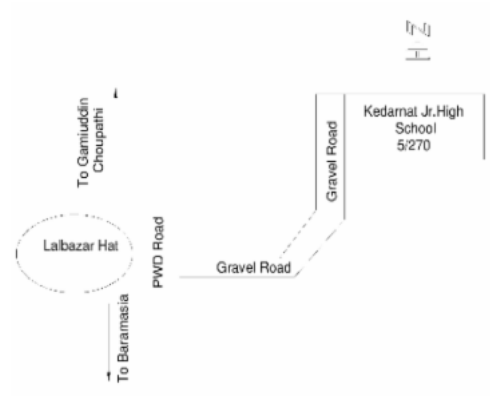 To Gamiuddin
Choupathi
Kedarnat Jr.High
School
5/270
Gravel Road
Lalbazar Hat
PWD Road
Gravel Road
To Baramasia